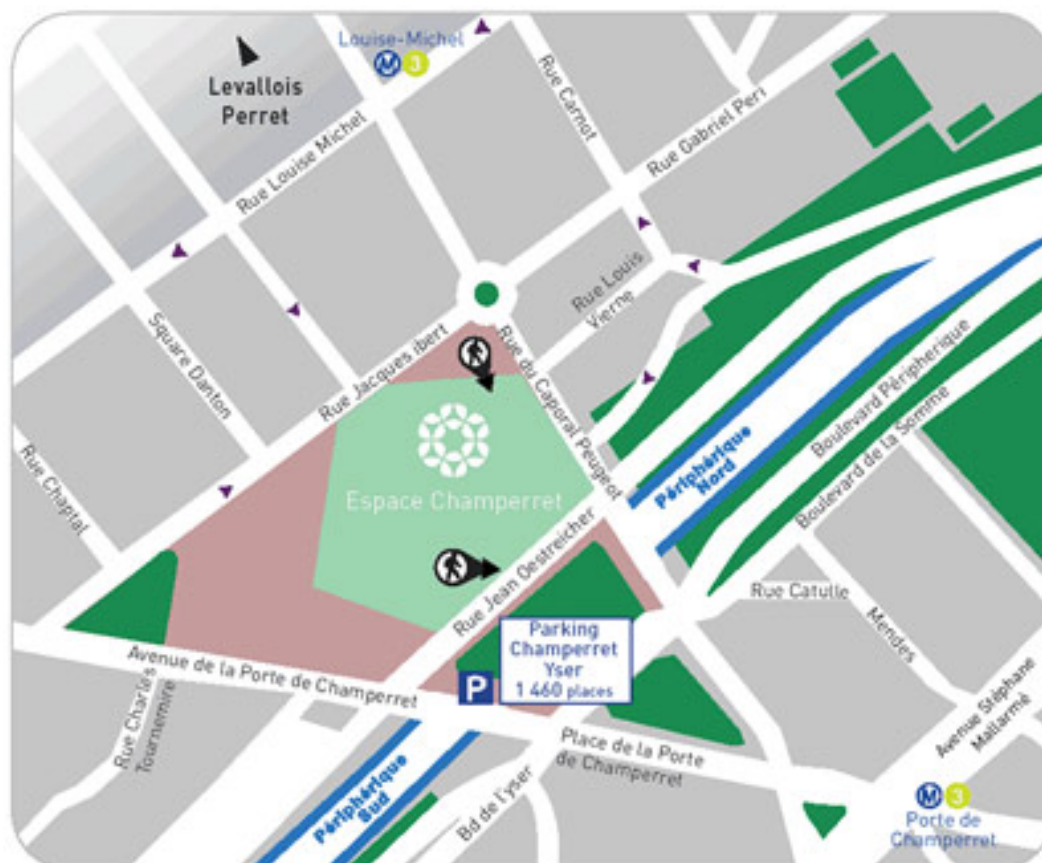 Louise-Michel
M 3
Levallois
Perret
Rue Carnot
Rue Gabriel Peri
Rue Louise Michel
Rue Louis
Vierne
Square Danton
Rue Jacques ibert
Rue du Caporal Peugeot
Rue Chaptal
Espace Champerret
Périphérique
Nord
Boulevard Péripherique
Boulevard de la Somme
Rue Jean Oestreicher
Rue Catulle
Mendes
Parking
Champerret
Yser
1 460 places
P
Avenue de la Porte de Champerret
Rue Charles
Tournemire
Avenue Stéphane
Mallarmé
Place de la Porte
de Champerret
Périphérique
Sud
Bd de l'yser
M 3
Porte de
Champerret